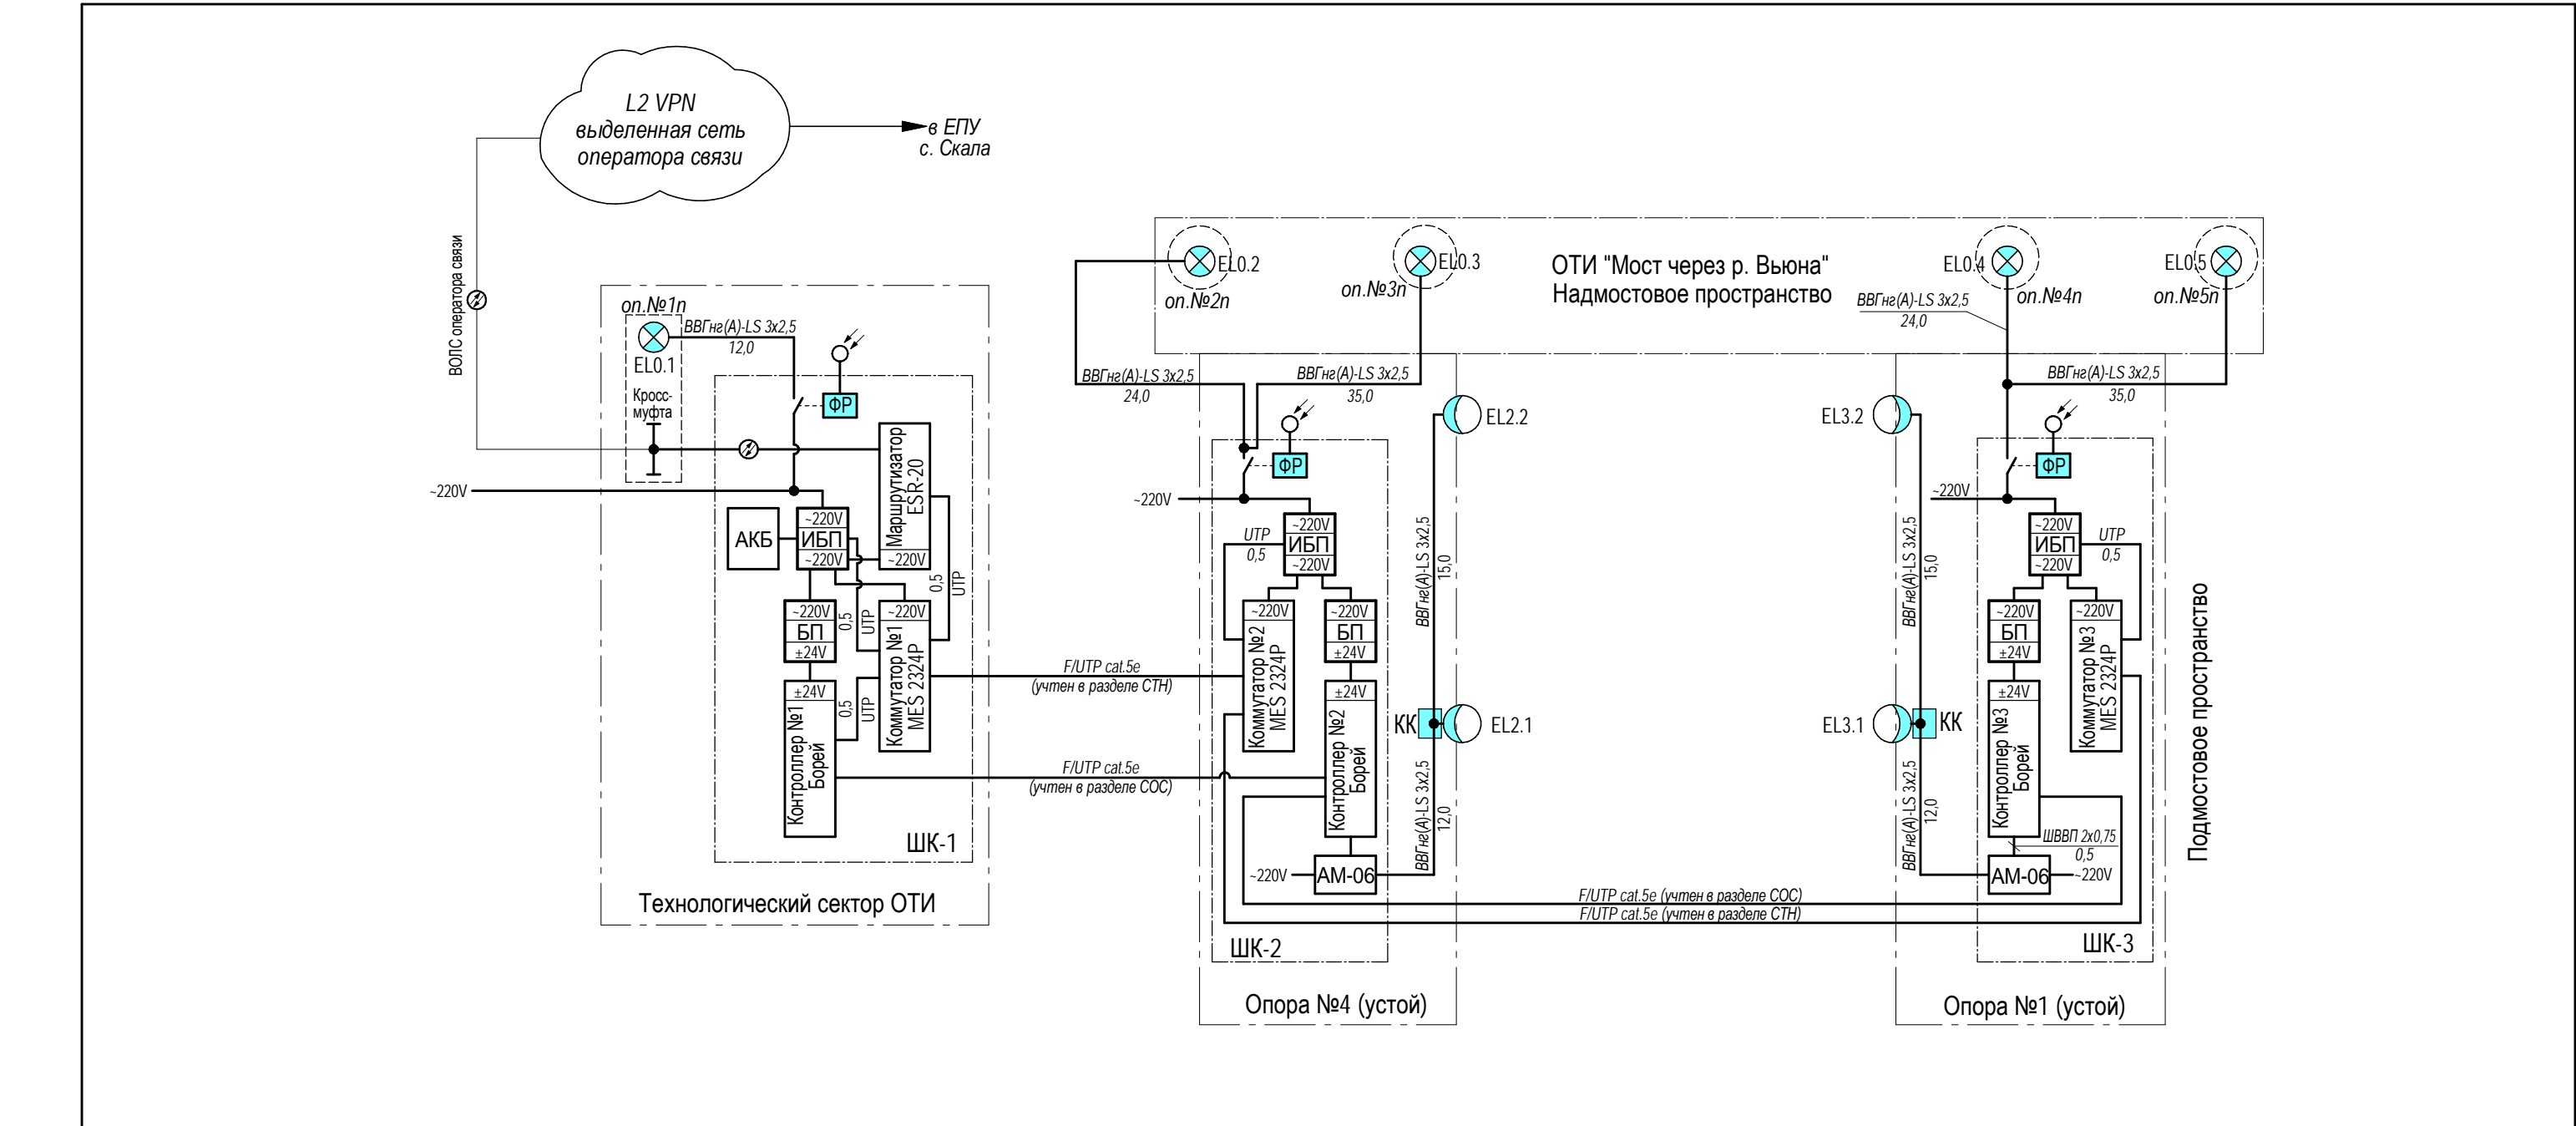 L2 VPN
выделенная сеть
оператора связи
в ЕПУ
с. Скала
ВОЛС оператора связи
оп.№1п
ВВГнг(А)-LS 3х2,5
12,0
EL0.1
Кросс-
муфта
ФР
~220V
Маршрутизатор
ESR-20
~220V
АКБ
~220V
ИБП
~220V
0,5
UTP
~220V
БП
±24V
0,5
UTP
~220V
Коммутатор №1
MES 2324P
±24V
Контроллер №1
Борей
0,5
UTP
ШК-1
Технологический сектор ОТИ
F/UTP cat.5e
(учтен в разделе СТН)
F/UTP cat.5e
(учтен в разделе СОС)
EL0.2
оп.№2п
EL0.3
оп.№3п
ОТИ "Мост через р. Вьюна"
Надмостовое пространство
EL0.4
оп.№4п
EL0.5
оп.№5п
ВВГнг(А)-LS 3х2,5
24,0
ВВГнг(А)-LS 3х2,5
24,0
ВВГнг(А)-LS 3х2,5
35,0
ВВГнг(А)-LS 3х2,5
35,0
ФР
~220V
UTP
0,5
~220V
ИБП
~220V
~220V
Коммутатор №2
MES 2324P
~220V
БП
±24V
±24V
Контроллер №2
Борей
~220V
АМ-06
EL2.2
ВВГнг(А)-LS 3х2,5
15,0
КК
EL2.1
ВВГнг(А)-LS 3х2,5
12,0
ШК-2
Опора №4 (устой)
F/UTP cat.5e (учтен в разделе СОС)
F/UTP cat.5e (учтен в разделе СТН)
EL3.2
ВВГнг(А)-LS 3х2,5
15,0
EL3.1
КК
ВВГнг(А)-LS 3х2,5
12,0
ФР
~220V
~220V
ИБП
~220V
UTP
0,5
~220V
БП
±24V
~220V
Коммутатор №3
MES 2324P
±24V
Контроллер №3
Борей
ШВВП 2х0,75
0,5
АМ-06
~220V
ШК-3
Опора №1 (устой)
Подмостовое пространство